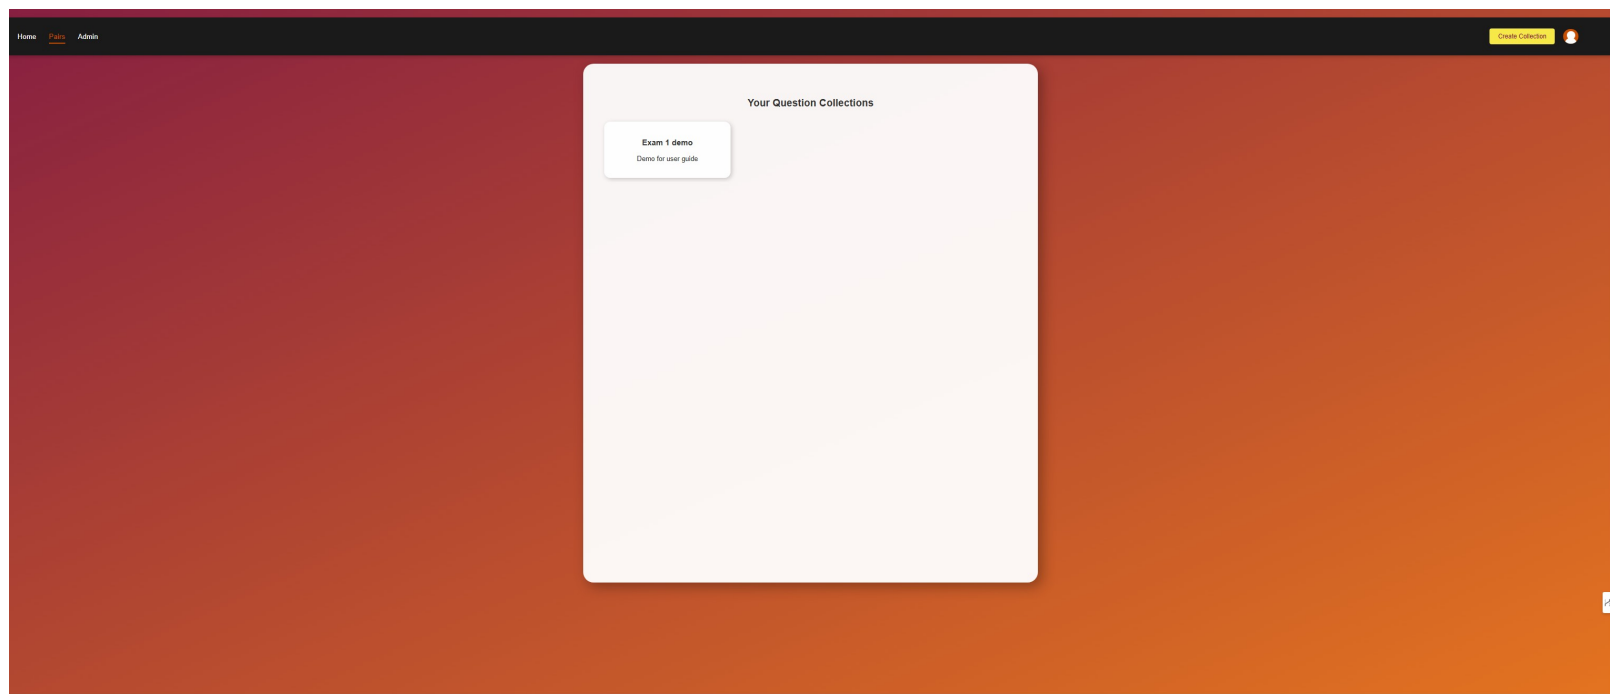 Home Pairs Admin Create Collection
Your Question Collections
Exam 1 demo
Demo for user guide